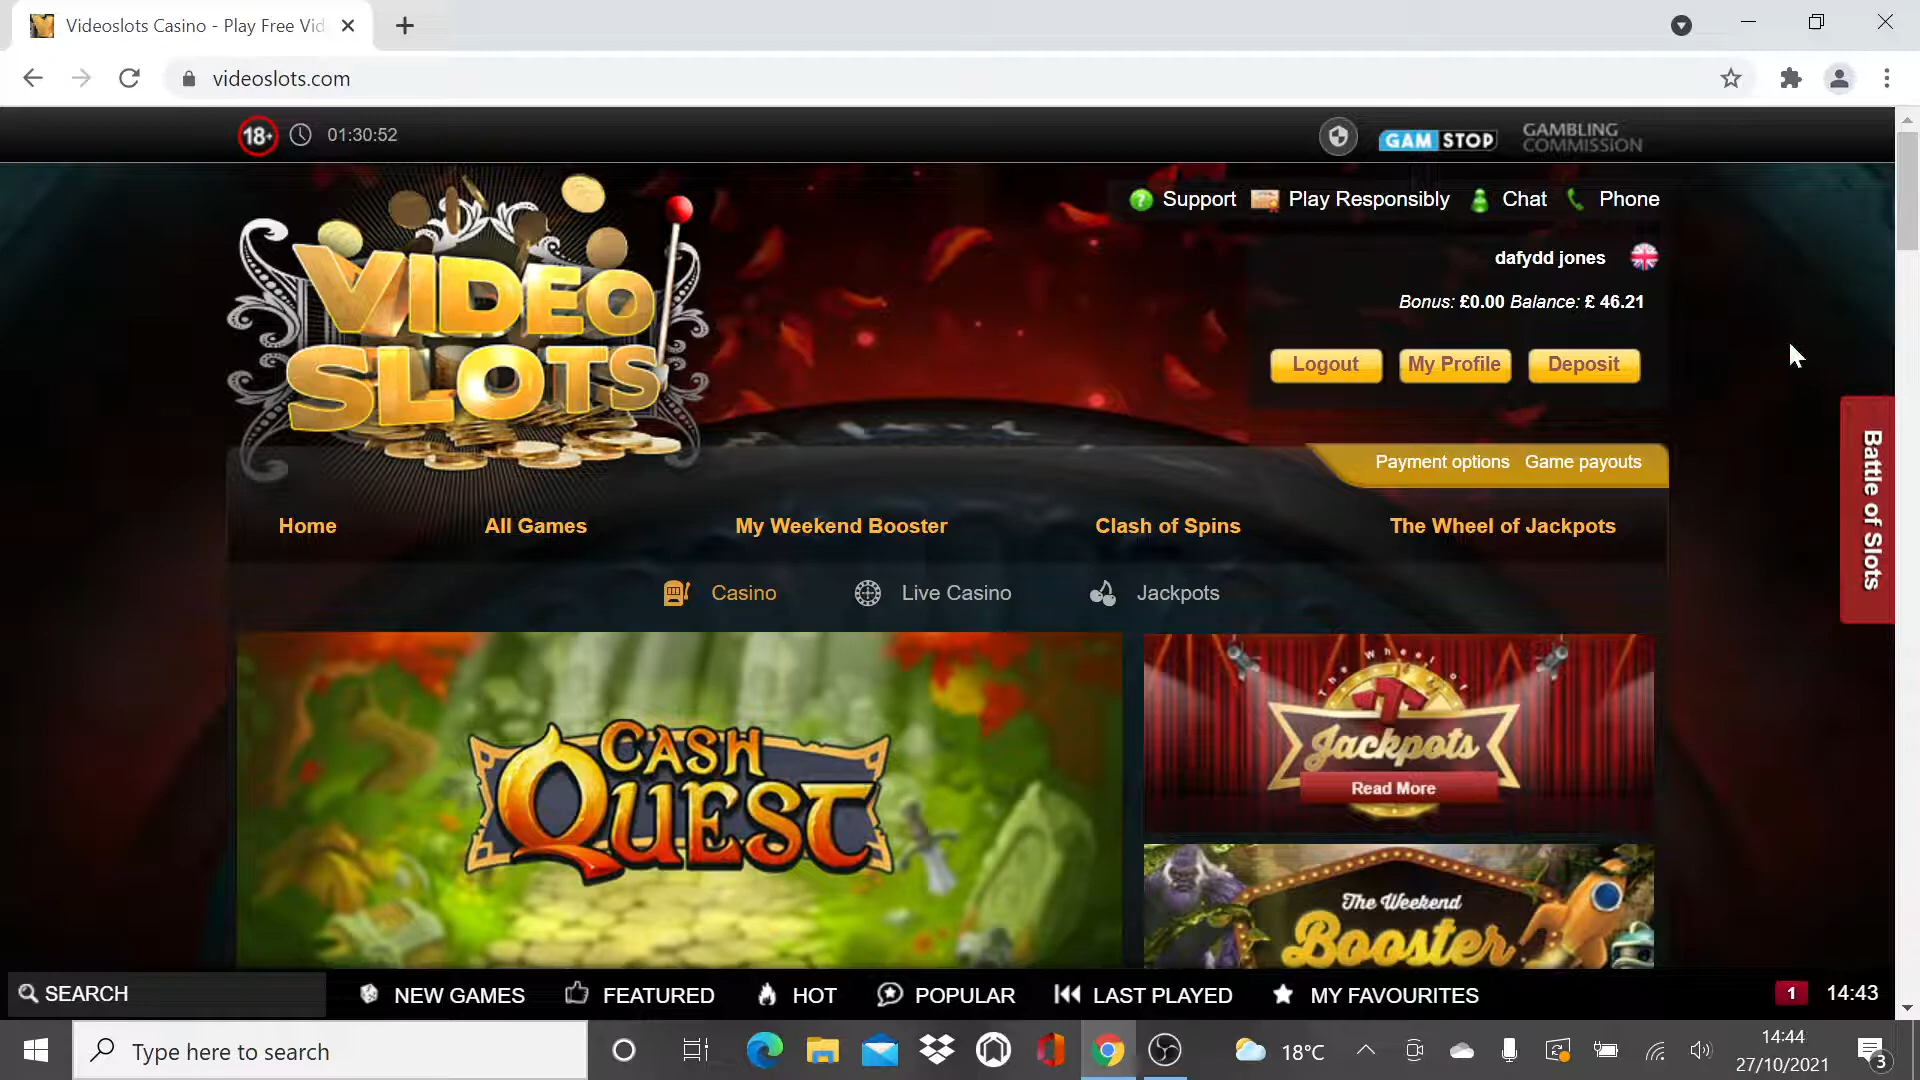 Videoslots Casino - Play Free Vid
videoslots.com
18+ 01:30:52 GAMSTOP GAMBLING COMMISSION
Support Play Responsibly Chat Phone
dafydd jones
Bonus: £0.00 Balance: £ 46.21
VIDEO
SLOTS
Logout My Profile Deposit
Payment options Game payouts
Battle of Slots
Home All Games My Weekend Booster Clash of Spins The Wheel of Jackpots
Casino Live Casino Jackpots
CASH
QUEST
The Wheel of
Jackpots
Read More
The Weekend
Booster
SEARCH NEW GAMES FEATURED HOT POPULAR LAST PLAYED MY FAVOURITES 1 14:43
Type here to search 18°C 14:44
27/10/2021
3